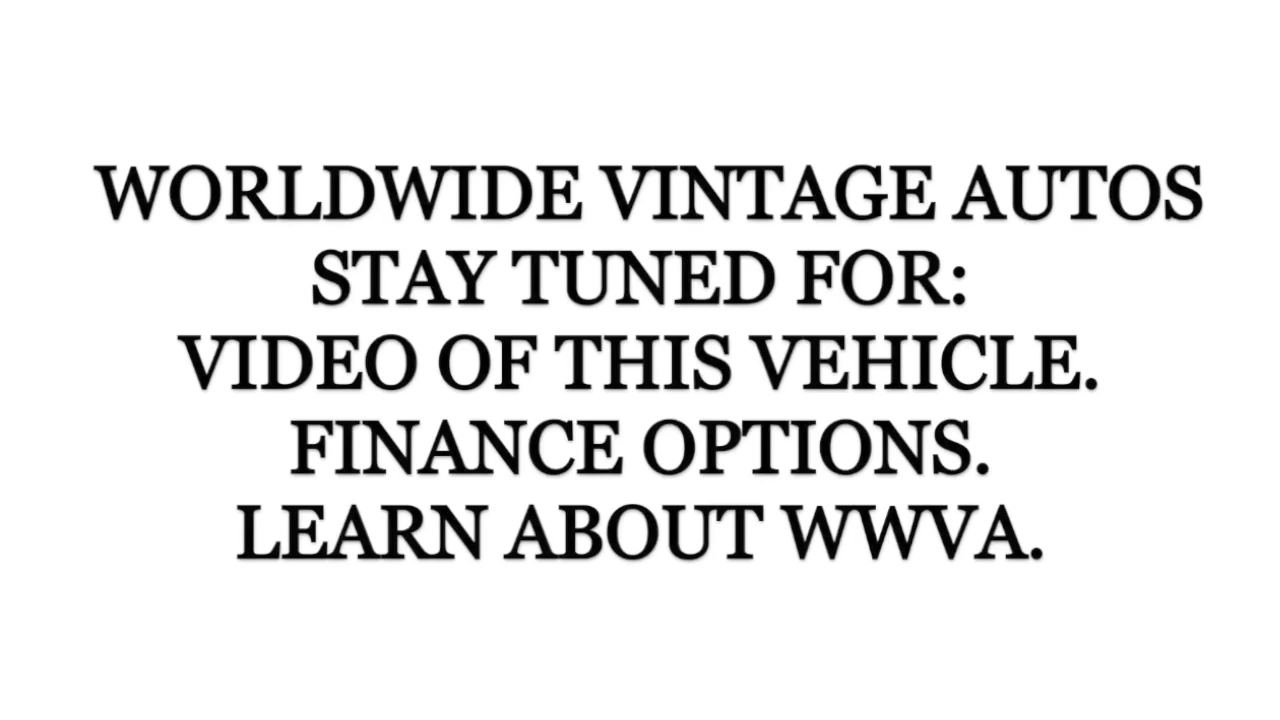 WORLDWIDE VINTAGE AUTOS
STAY TUNED FOR:
VIDEO OF THIS VEHICLE.
FINANCE OPTIONS.
LEARN ABOUT WWVA.